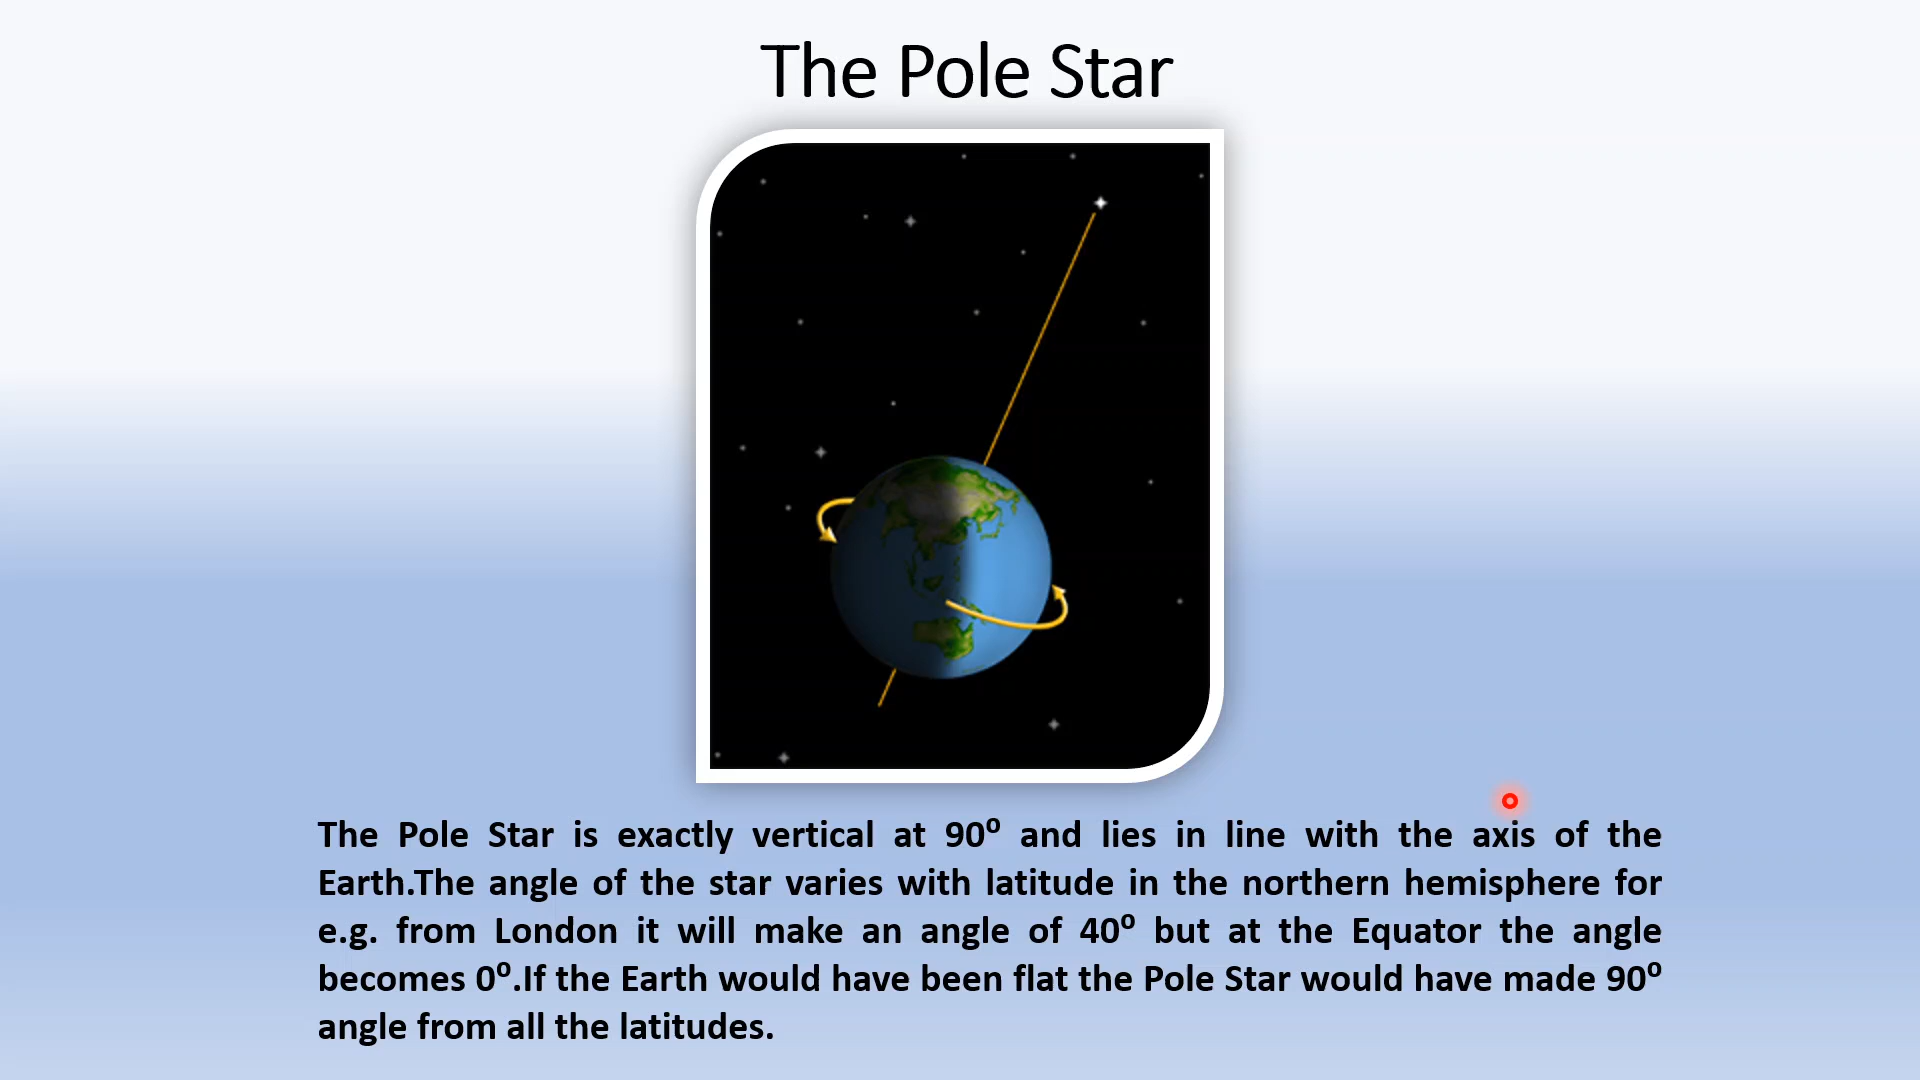 The Pole Star
The Pole Star is exactly vertical at 90⁰ and lies in line with the axis of the
Earth.The angle of the star varies with latitude in the northern hemisphere for
e.g. from London it will make an angle of 40⁰ but at the Equator the angle
becomes 0⁰.If the Earth would have been flat the Pole Star would have made 90⁰
angle from all the latitudes.